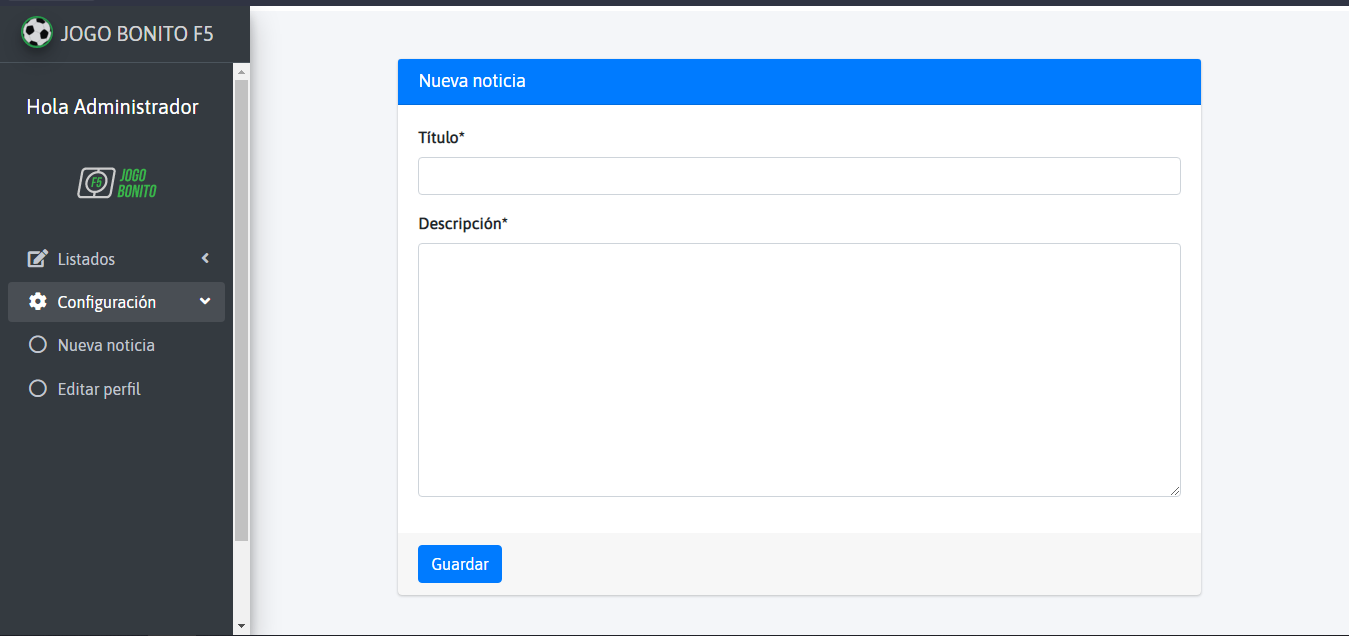 JOGO BONITO F5
Hola Administrador
F5 JOGO
BONITO
Listados
Configuración
Nueva noticia
Editar perfil
Nueva noticia
Título*
Descripción*
Guardar